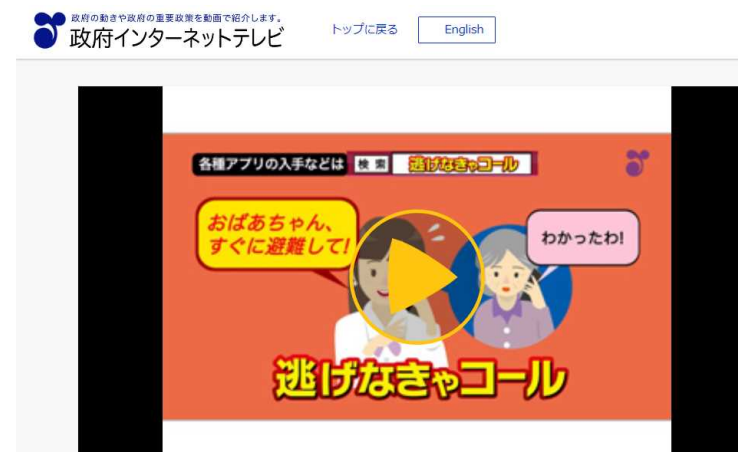 政府の動きや政府の重要政策を動画で紹介します。
政府インターネットテレビ
トップに戻る
English
各種アプリの入手などは 検索 逃げなきゃコール
おばあちゃん、
すぐに避難して!
わかったわ!
逃げなきゃコール